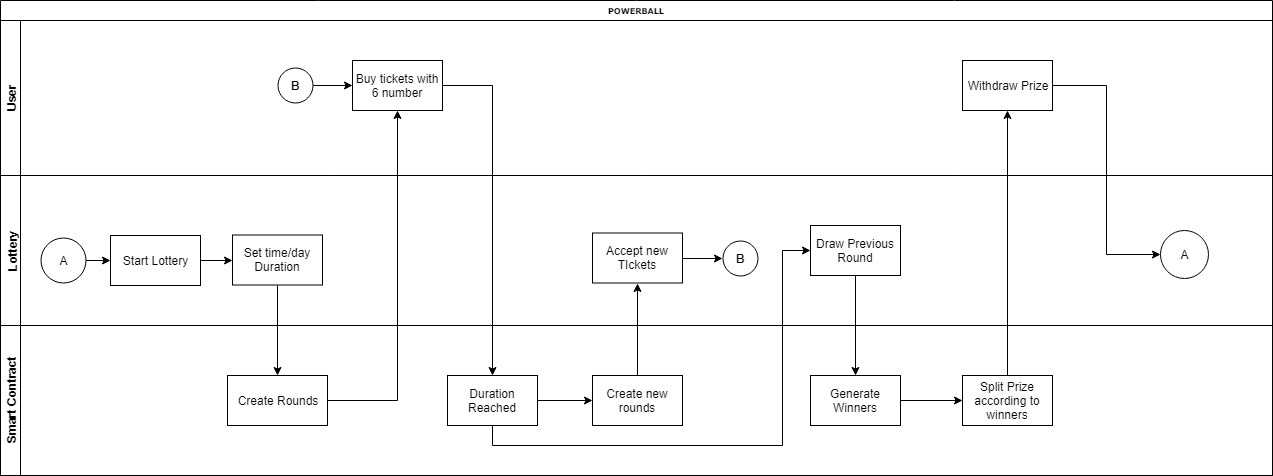 POWERBALL
User
B
Buy tickets with
6 number
Withdraw Prize
Lottery
A
Start Lottery
Set time/day
Duration
Accept new
TIckets
B
Draw Previous
Round
A
Smart Contract
Create Rounds
Duration
Reached
Create new
rounds
Generate
Winners
Split Prize
according to
winners